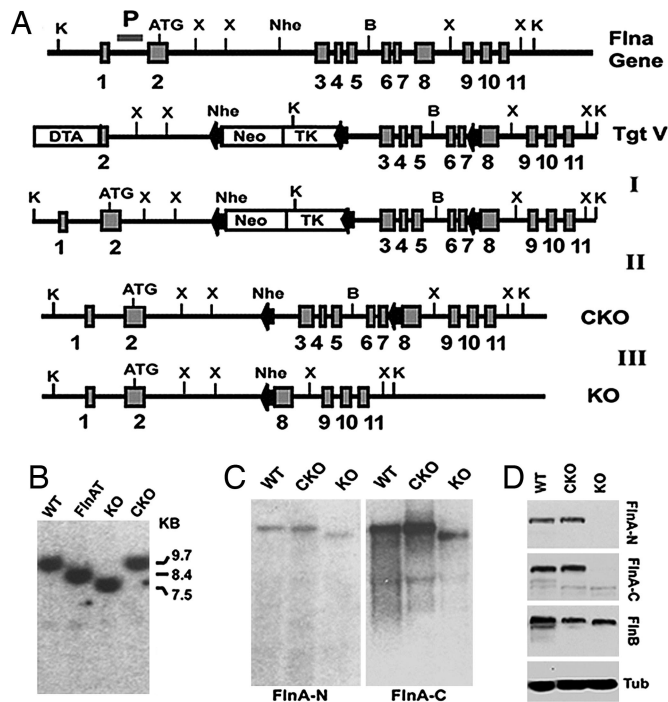 A
P
K ATG X X Nhe B X X K
Flna
Gene
1 2 3 4 5 6 7 8 9 10 11
X X Nhe K B X X K
DTA Neo TK
Tgt V
2 3 4 5 6 7 8 9 10 11
I
K ATG X X Nhe K B X X K
Neo TK
1 2 3 4 5 6 7 8 9 10 11
II
K ATG X X Nhe B X X K
CKO
1 2 3 4 5 6 7 8 9 10 11
III
K ATG X X Nhe X X K
KO
1 2 8 9 10 11
B
WT FlnAT KO CKO
KB
9.7
8.4
7.5
C
WT CKO KO WT CKO KO
FlnA-N FlnA-C
D
WT CKO KO
FlnA-N
FlnA-C
FlnB
Tub